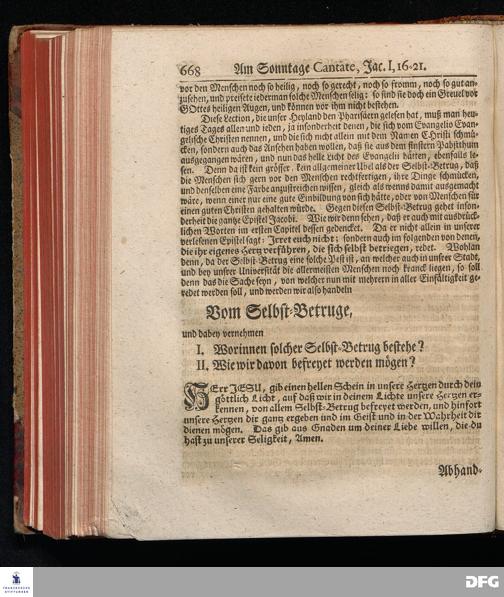 668 Am Sonntage Cantate, Jac. I, 16-21.
vor den Menschen noch so heilig, noch so gerecht, noch so fromm, noch so gut an-
zusehen, und preisete iederman solche Menschen selig: so sind sie doch ein Greuel vor
GOttes heiligen Augen, und können vor ihm nicht bestehen.
Diese Lection, die unser Heyland den Pharisäern gelesen hat, muß man heu-
tiges Tages allen und ieden, ja insonderheit denen, die sich vom Evangelio Evan-
gelische Christen nennen, und die sich nicht allein mit dem Namen CHristi schmü-
cken, sondern auch das Ansehen haben wollen, daß sie aus dem finstern Pabstthum
ausgegangen wären, und nun das helle Licht des Evangelii hätten, ebenfalls le-
sen. Denn da ist kein grösser, kein allgemeiner Ubel als der Selbst-Betrug, daß
die Menschen sich gern vor den Menschen rechtfertigen, ihre Dinge schmücken,
und denselben eine Farbe anzustreichen wissen, gleich als wenns damit ausgemacht
wäre, wenn einer nur eine gute Einbildung von sich hätte, oder von Menschen für
einen guten Christen gehalten würde. Gegen diesen Selbst-Betrug gehet inson-
derheit die gantze Epistel Jacobi. Wie wir denn sehen, daß er auch mit ausdrück-
lichen Worten im ersten Capitel dessen gedencket. Da er nicht allein in unserer
verlesenen Epistel sagt: Irret euch nicht; sondern auch im folgenden von denen,
die ihr eigenes Hertz verführen, die sich selbst betriegen, redet. Wohlan
denn, da der Selbst-Betrug eine solche Pest ist, an welcher auch in unserer Stadt,
und bey unserer Universität die allermeisten Menschen noch kranck liegen, so soll
denn das die Sache seyn, von welcher nun mit mehrern in aller Einfältigkeit ge-
redet werden soll, und werden wir also handeln
Vom Selbst-Betruge,
und dabey vernehmen
I. Worinnen solcher Selbst-Betrug bestehe?
II. Wie wir davon befreyet werden mögen?
HErr JESU, gib einen hellen Schein in unsere Hertzen durch dein
göttlich Licht, auf daß wir in deinem Lichte unsere Hertzen er-
kennen, von allem Selbst-Betrug befreyet werden, und hinfort
unsere Hertzen dir gantz ergeben und im Geist und in der Wahrheit dir
dienen mögen. Das gib aus Gnaden um deiner Liebe willen, die du
hast zu unserer Seligkeit, Amen.
Abhand-
FRANCKESCHE
STIFTUNGEN
DFG